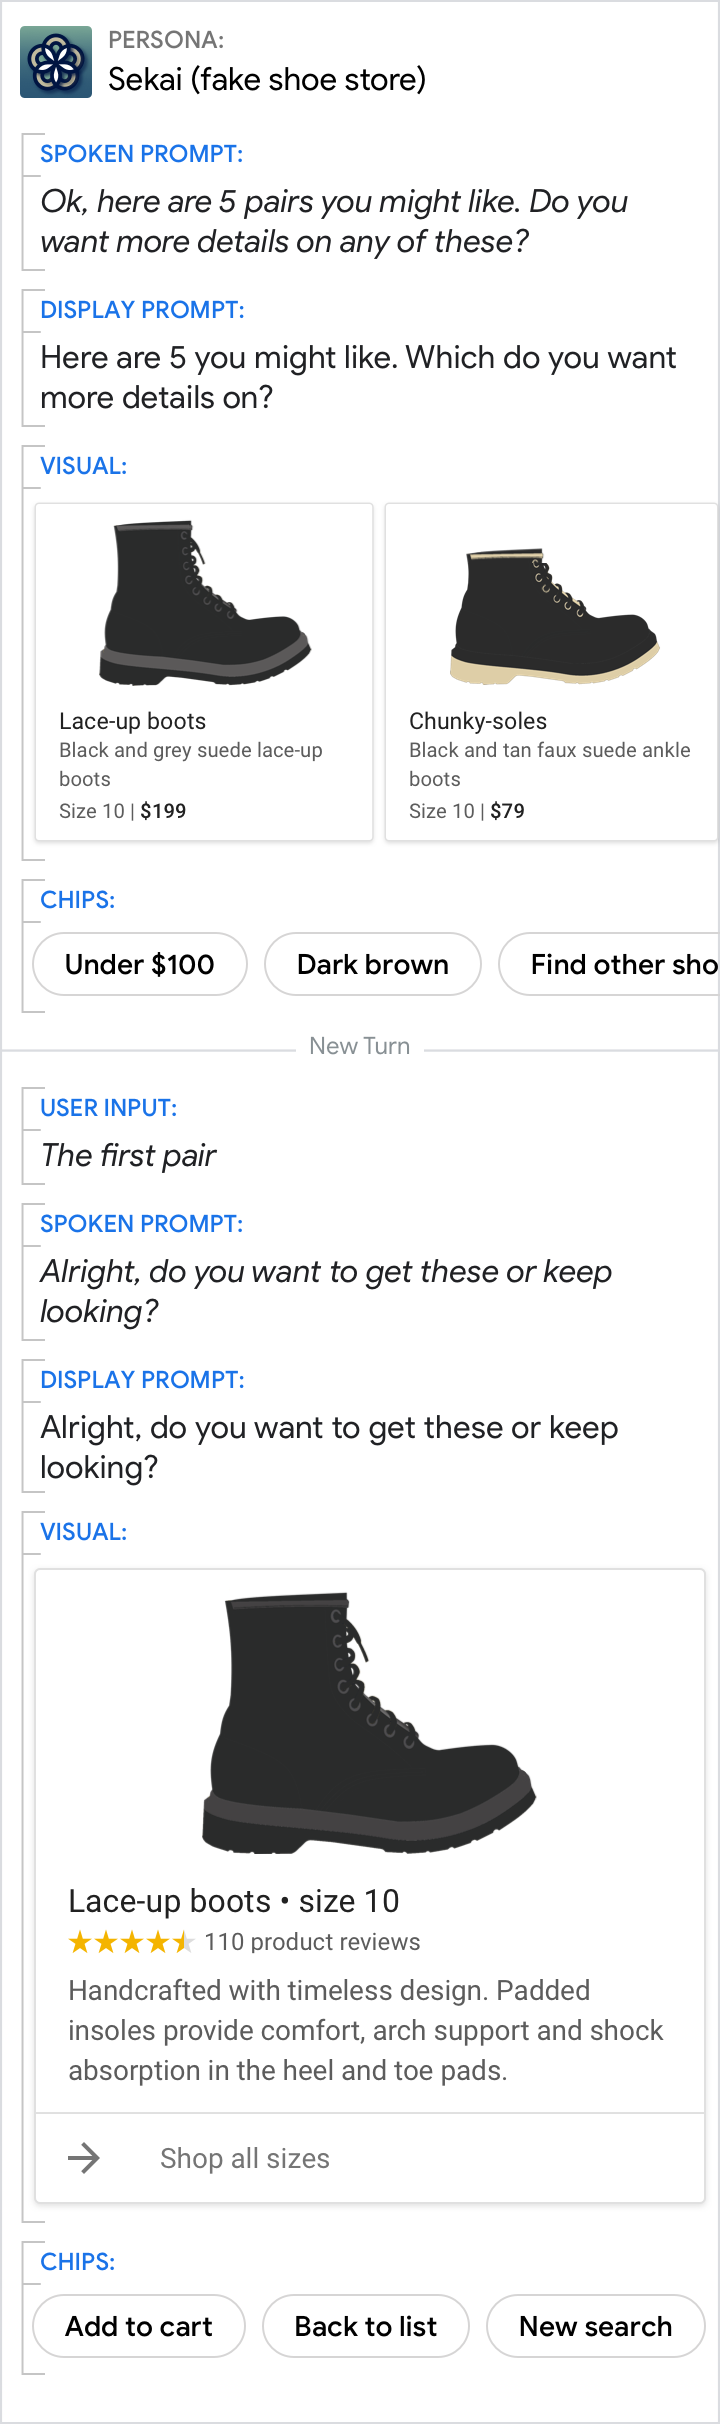 PERSONA:
Sekai (fake shoe store)
SPOKEN PROMPT:
Ok, here are 5 pairs you might like. Do you
want more details on any of these?
DISPLAY PROMPT:
Here are 5 you might like. Which do you want
more details on?
VISUAL:
Lace-up boots
Black and grey suede lace-up
boots
Size 10 | $199
Chunky-soles
Black and tan faux suede ankle
boots
Size 10 | $79
CHIPS:
Under $100
Dark brown
Find other sho
New Turn
USER INPUT:
The first pair
SPOKEN PROMPT:
Alright, do you want to get these or keep
looking?
DISPLAY PROMPT:
Alright, do you want to get these or keep
looking?
VISUAL:
Lace-up boots • size 10
110 product reviews
Handcrafted with timeless design. Padded
insoles provide comfort, arch support and shock
absorption in the heel and toe pads.
Shop all sizes
CHIPS:
Add to cart
Back to list
New search